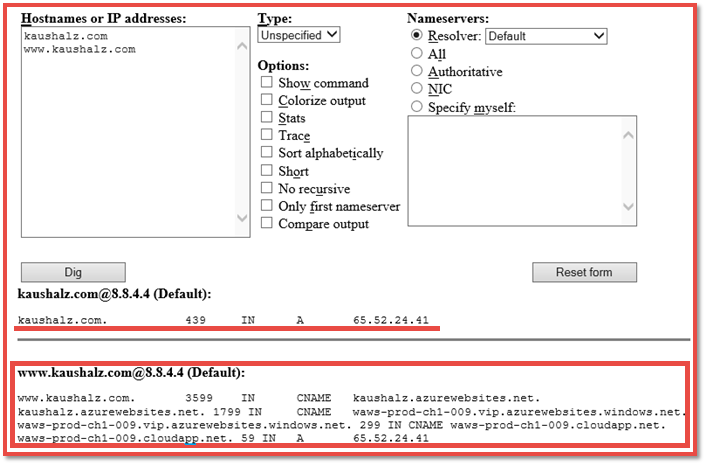 Hostnames or IP addresses:
kaushalz.com
www.kaushalz.com
Type:
Unspecified
Options:
Show command
Colorize output
Stats
Trace
Sort alphabetically
Short
No recursive
Only first nameserver
Compare output
Nameservers:
Resolver: Default
All
Authoritative
NIC
Specify myself:
Dig
Reset form
kaushalz.com@8.8.4.4 (Default):
kaushalz.com. 439 IN A 65.52.24.41
www.kaushalz.com@8.8.4.4 (Default):
www.kaushalz.com. 3599 IN CNAME kaushalz.azurewebsites.net.
kaushalz.azurewebsites.net. 1799 IN CNAME waws-prod-ch1-009.vip.azurewebsites.windows.net.
waws-prod-ch1-009.vip.azurewebsites.windows.net. 299 IN CNAME waws-prod-ch1-009.cloudapp.net.
waws-prod-ch1-009.cloudapp.net. 59 IN A 65.52.24.41